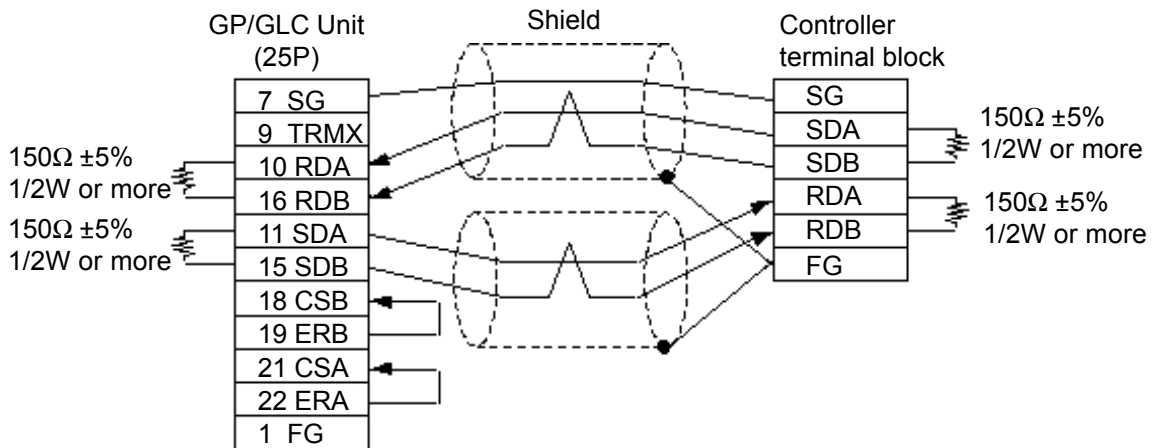 GP/GLC Unit
(25P)
Shield
Controller
terminal block
7 SG
9 TRMX
10 RDA
16 RDB
11 SDA
15 SDB
18 CSB
19 ERB
21 CSA
22 ERA
1 FG
150Ω ±5%
1/2W or more
150Ω ±5%
1/2W or more
SG
SDA
SDB
RDA
RDB
FG
150Ω ±5%
1/2W or more
150Ω ±5%
1/2W or more